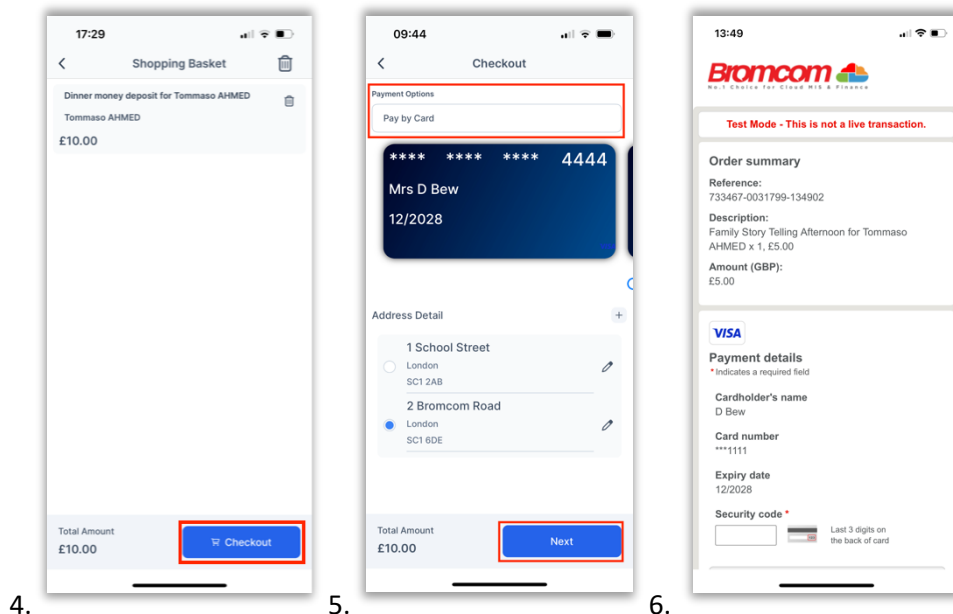 17:29
Shopping Basket
Dinner money deposit for Tommaso AHMED
Tommaso AHMED
£10.00
Total Amount
£10.00
Checkout
4.
09:44
Checkout
Payment Options
Pay by Card
**** **** **** 4444
Mrs D Bew
12/2028
Address Detail
+
1 School Street
London
SC1 2AB
2 Bromcom Road
London
SC1 6DE
Total Amount
£10.00
Next
5.
13:49
Bromcom
No.1 Choice for Cloud MIS & Finance
Test Mode - This is not a live transaction.
Order summary
Reference:
733467-0031799-134902
Description:
Family Story Telling Afternoon for Tommaso
AHMED x 1, £5.00
Amount (GBP):
£5.00
VISA
Payment details
* Indicates a required field
Cardholder's name
D Bew
Card number
***1111
Expiry date
12/2028
Security code *
Last 3 digits on
the back of card
6.